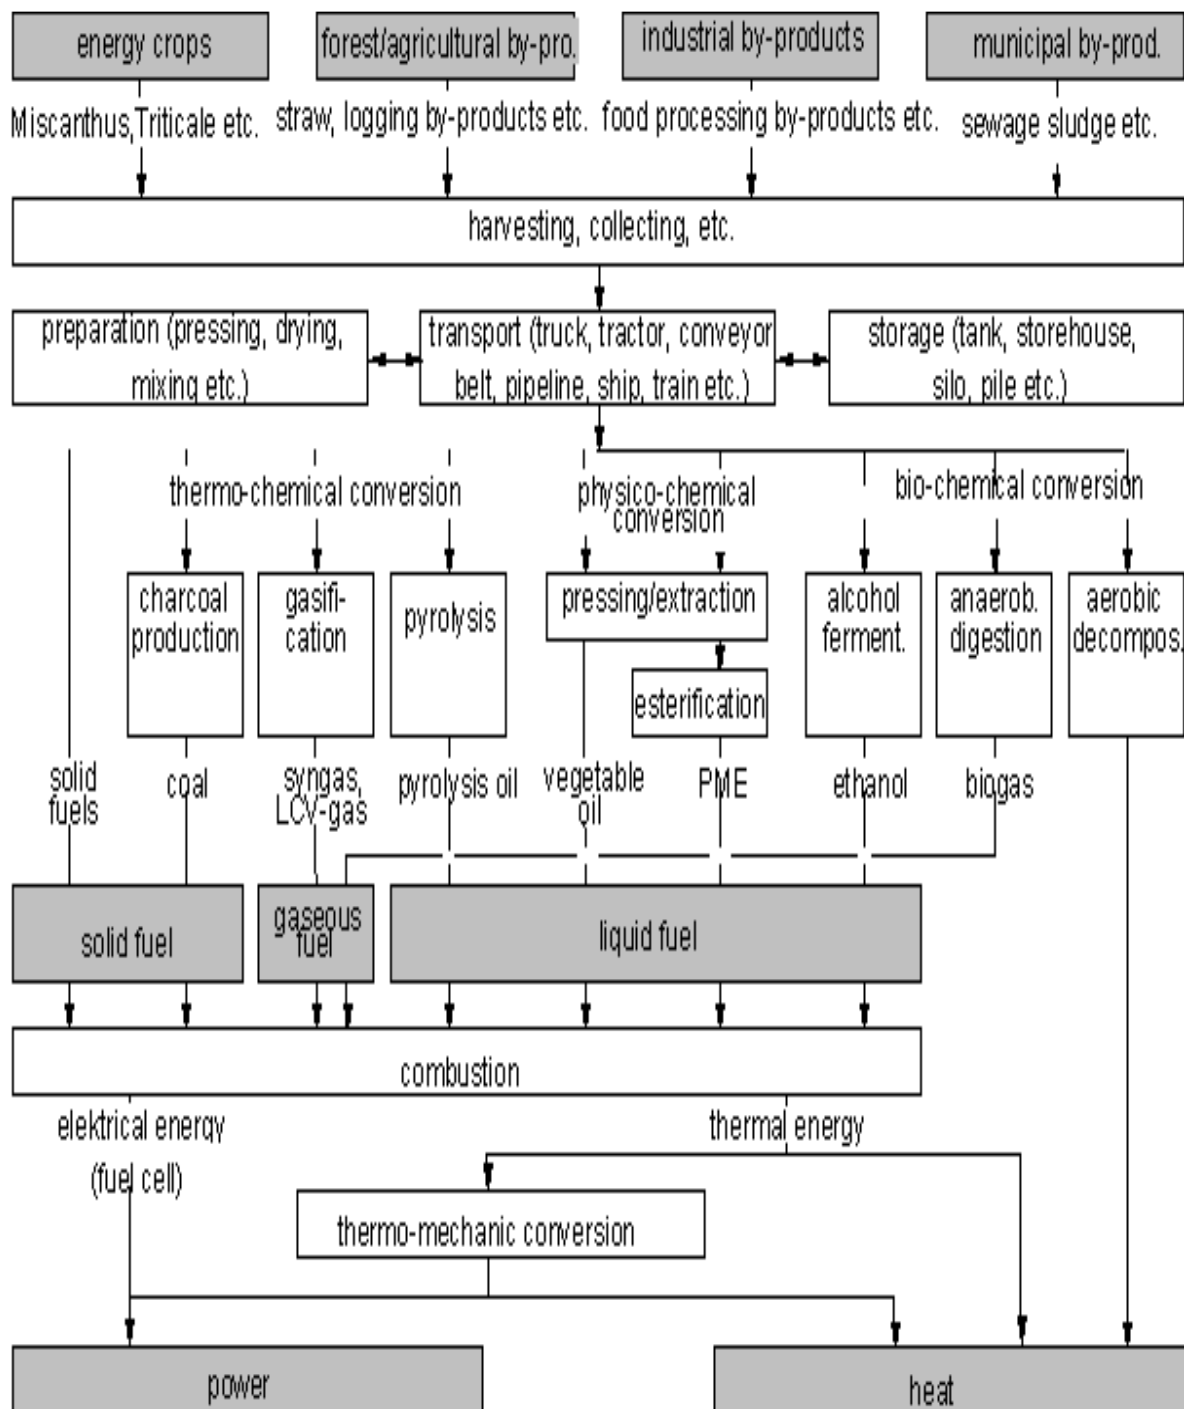 energy crops
forest/agricultural by-pro.
industrial by-products
municipal by-prod.
Miscanthus,Triticale etc.
straw, logging by-products etc.
food processing by-products etc.
sewage sludge etc.
harvesting, collecting, etc.
preparation (pressing, drying,
mixing etc.)
transport (truck, tractor, conveyor
belt, pipeline, ship, train etc.)
storage (tank, storehouse,
silo, pile etc.)
thermo-chemical conversion
physico-chemical
conversion
bio-chemical conversion
charcoal
production
gasifi-
cation
pyrolysis
pressing/extraction
esterification
alcohol
ferment.
anaerob.
digestion
aerobic
decompos.
solid
fuels
coal
syngas,
LCV-gas
pyrolysis oil
vegetable
oil
PME
ethanol
biogas
solid fuel
gaseous
fuel
liquid fuel
combustion
elektrical energy
(fuel cell)
thermal energy
thermo-mechanic conversion
power
heat